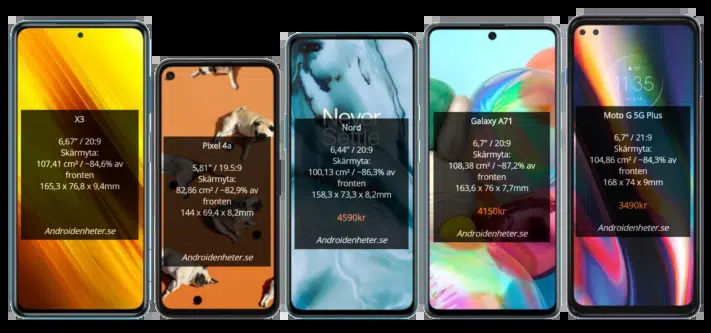 X3
6,67" / 20:9
Skärmyta:
107,41 cm² / ~84,6% av
fronten
165,3 x 76,8 x 9,4mm
Androidenheter.se
Pixel 4a
5,81" / 19.5:9
Skärmyta:
82,86 cm² / ~82,9% av
fronten
144 x 69,4 x 8,2mm
Androidenheter.se
Never
Settle
Nord
6,44" / 20:9
Skärmyta:
100,13 cm² / ~86,3% av
fronten
158,3 x 73,3 x 8,2mm
4590kr
Androidenheter.se
Galaxy A71
6,7" / 20:9
Skärmyta:
108,38 cm² / ~87,2% av
fronten
163,6 x 76 x 7,7mm
4150kr
Androidenheter.se
11:35
Moto G 5G Plus
6,7" / 21:9
Skärmyta:
104,86 cm² / ~84,3% av
fronten
168 x 74 x 9mm
3490kr
Androidenheter.se